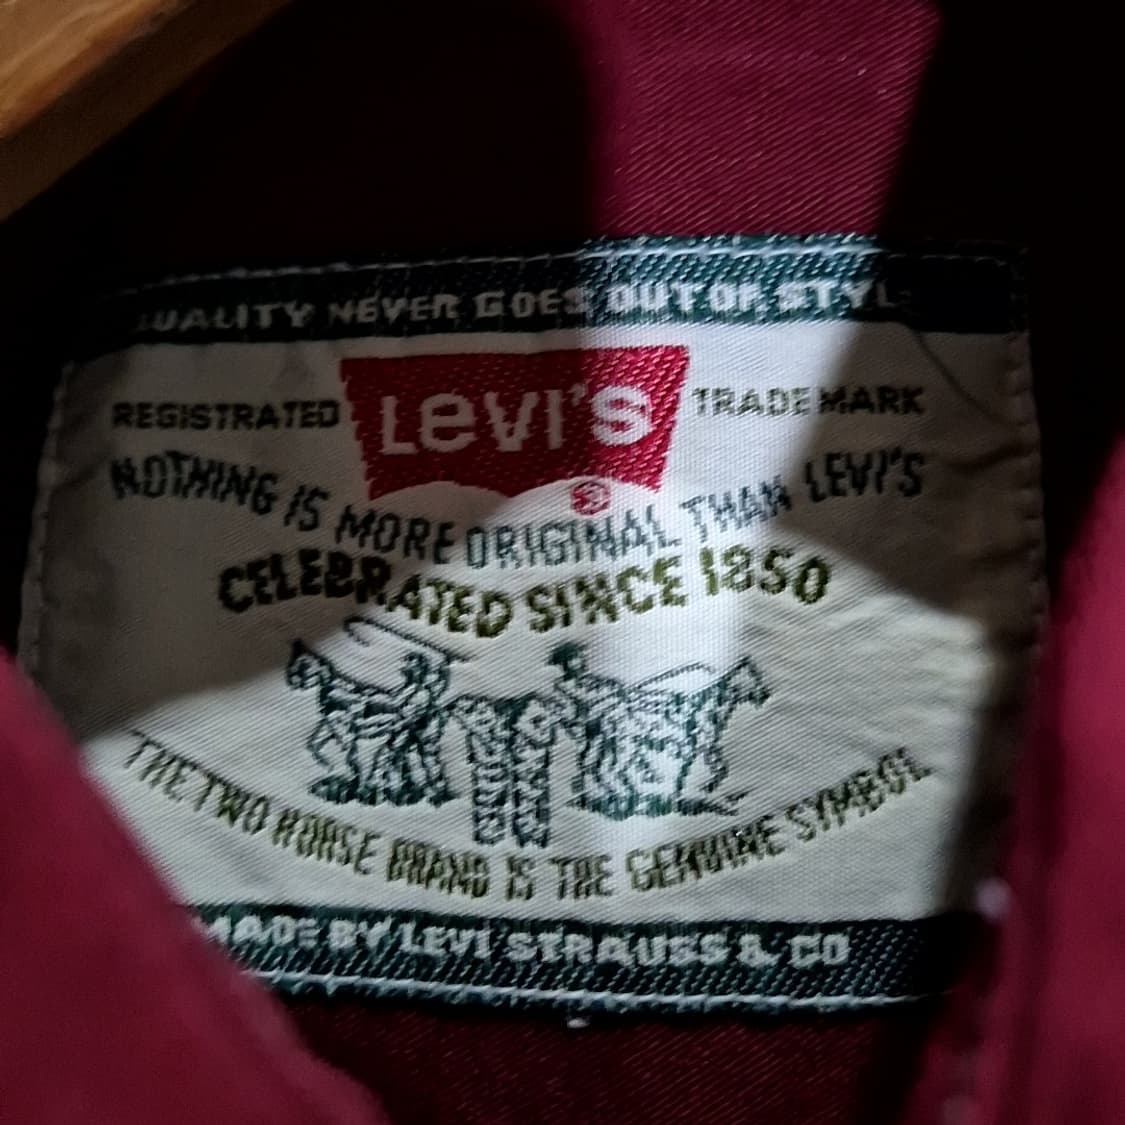 QUALITY NEVER GOES OUT OF STYL
REGISTRATED LEVI'S TRADE MARK
®
NOTHING IS MORE ORIGINAL THAN LEVI'S
CELEBRATED SINCE 1850
THE TWO HORSE BRAND IS THE GENUINE SYMBOL
MADE BY LEVI STRAUSS & CO